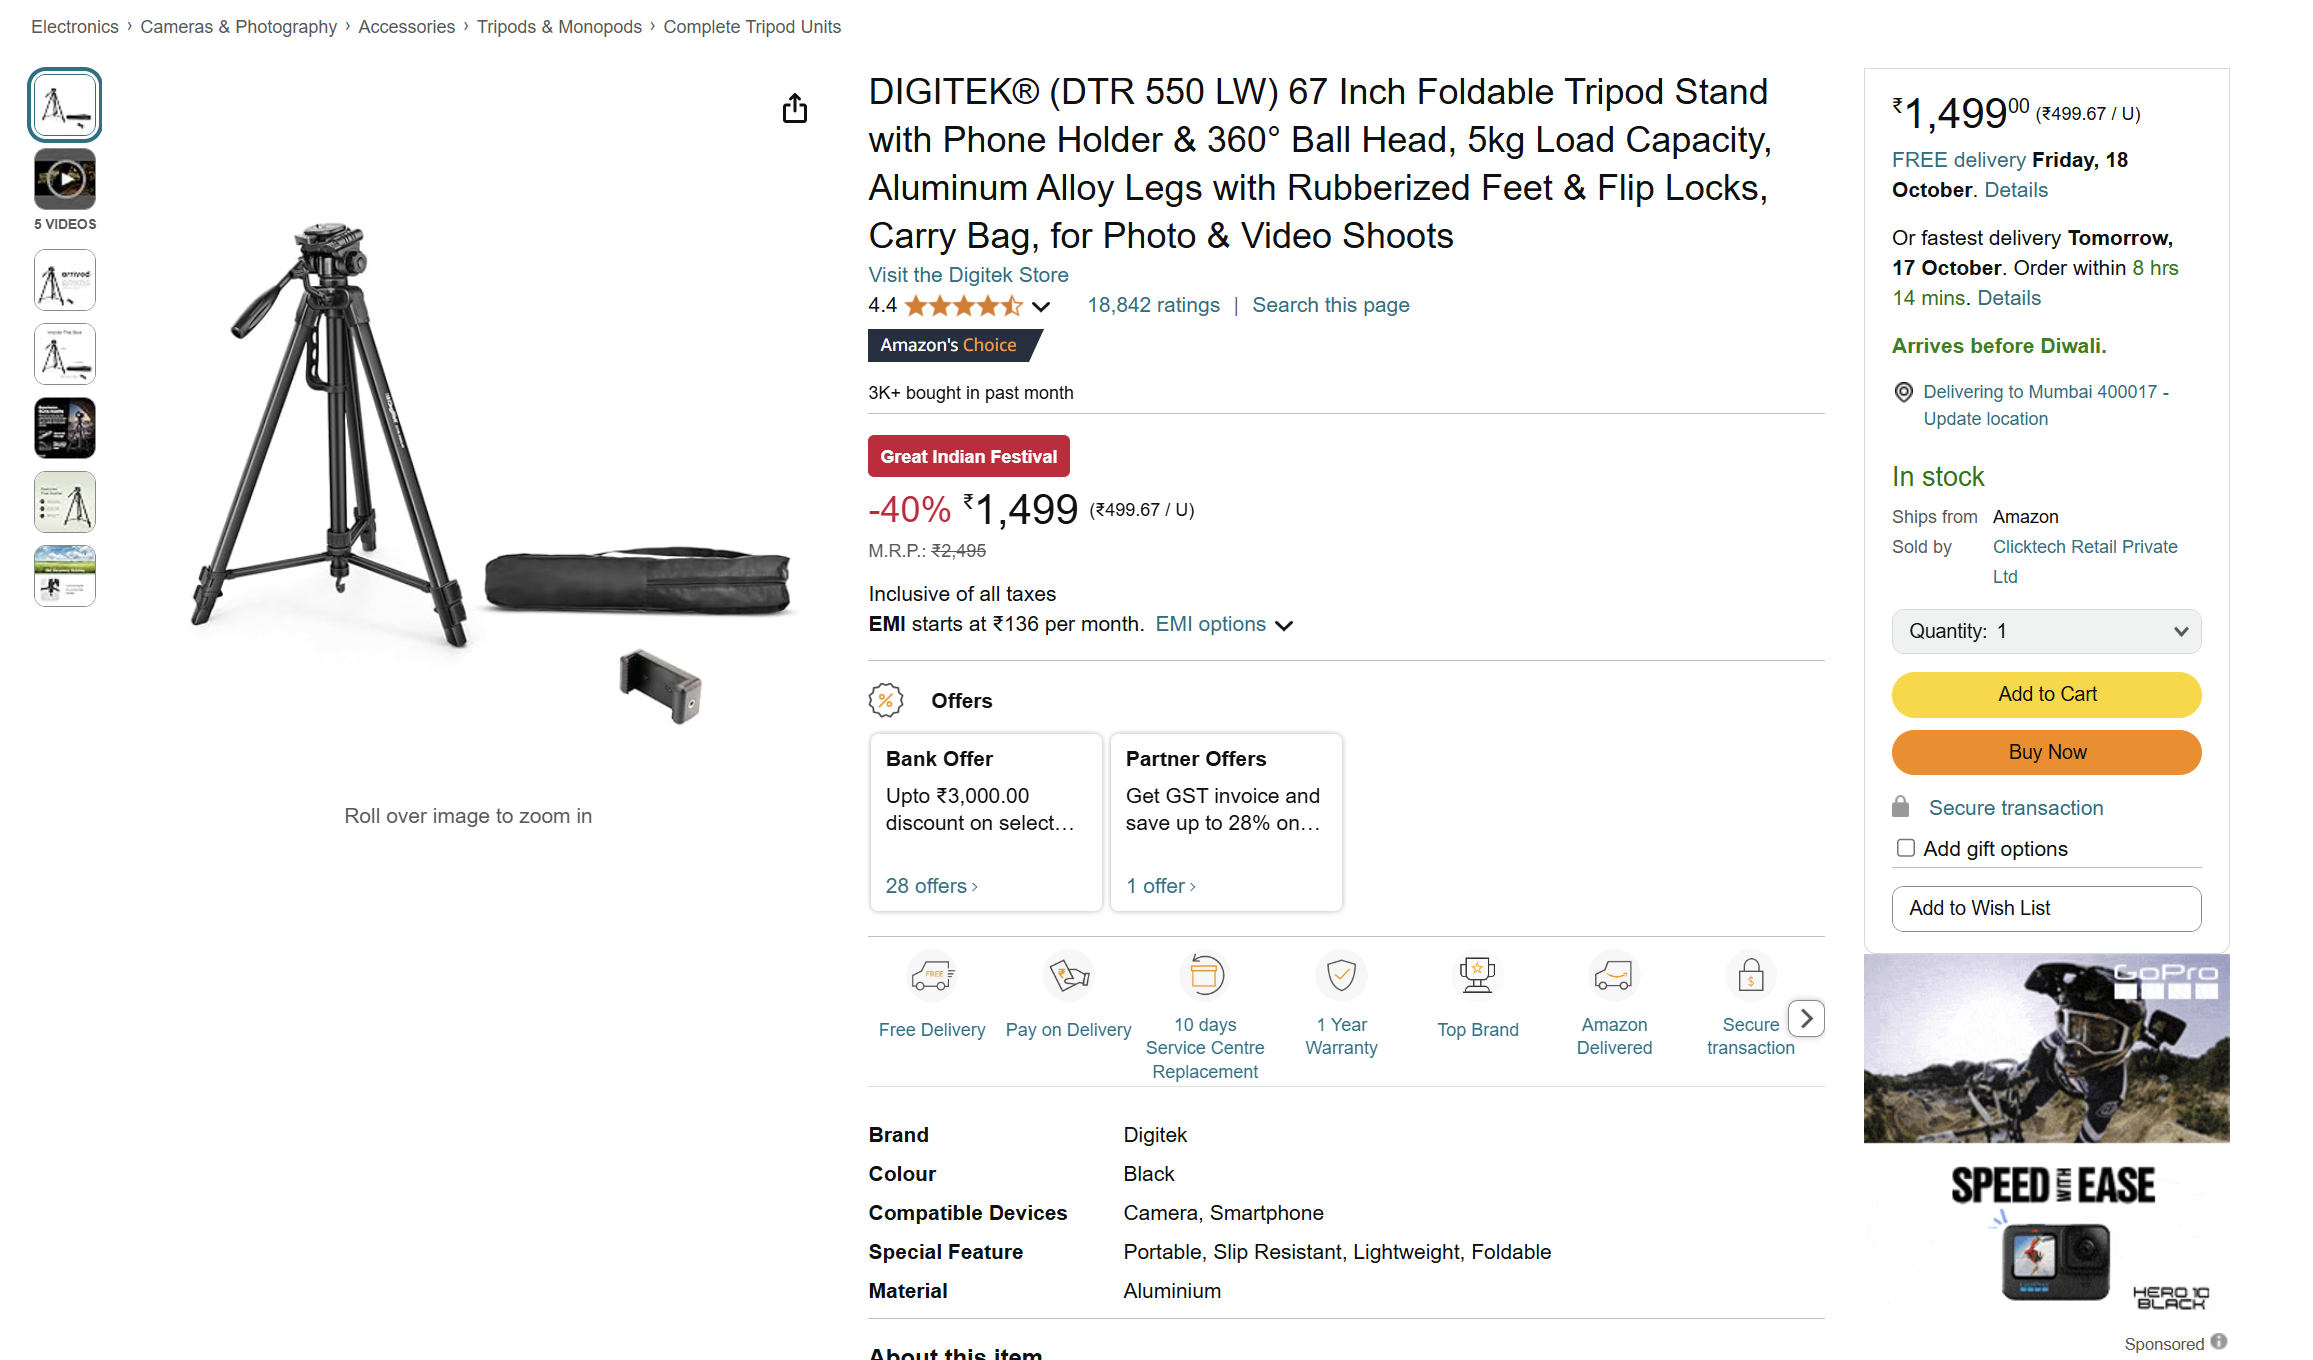 Electronics › Cameras & Photography › Accessories › Tripods & Monopods › Complete Tripod Units
5 VIDEOS
arrived
Inside The Box
Roll over image to zoom in
DIGITEK® (DTR 550 LW) 67 Inch Foldable Tripod Stand
with Phone Holder & 360° Ball Head, 5kg Load Capacity,
Aluminum Alloy Legs with Rubberized Feet & Flip Locks,
Carry Bag, for Photo & Video Shoots
Visit the Digitek Store
4.4 18,842 ratings | Search this page
Amazon's Choice
3K+ bought in past month
Great Indian Festival
-40% ₹1,499 (₹499.67 / U)
M.R.P.: ₹2,495
Inclusive of all taxes
EMI starts at ₹136 per month. EMI options
Offers
Bank Offer
Upto ₹3,000.00
discount on select…
28 offers ›
Partner Offers
Get GST invoice and
save up to 28% on…
1 offer ›
FREE
Free Delivery
Pay on Delivery
10 days
Service Centre
Replacement
1 Year
Warranty
Top Brand
Amazon
Delivered
Secure
transaction
Brand Digitek
Colour Black
Compatible Devices Camera, Smartphone
Special Feature Portable, Slip Resistant, Lightweight, Foldable
Material Aluminium
About this item
₹1,49900 (₹499.67 / U)
FREE delivery Friday, 18
October. Details
Or fastest delivery Tomorrow,
17 October. Order within 8 hrs
14 mins. Details
Arrives before Diwali.
Delivering to Mumbai 400017 -
Update location
In stock
Ships from Amazon
Sold by Clicktech Retail Private
Ltd
Quantity: 1
Add to Cart
Buy Now
Secure transaction
Add gift options
Add to Wish List
GoPro
SPEED WITH EASE
HERO10
BLACK
Sponsored